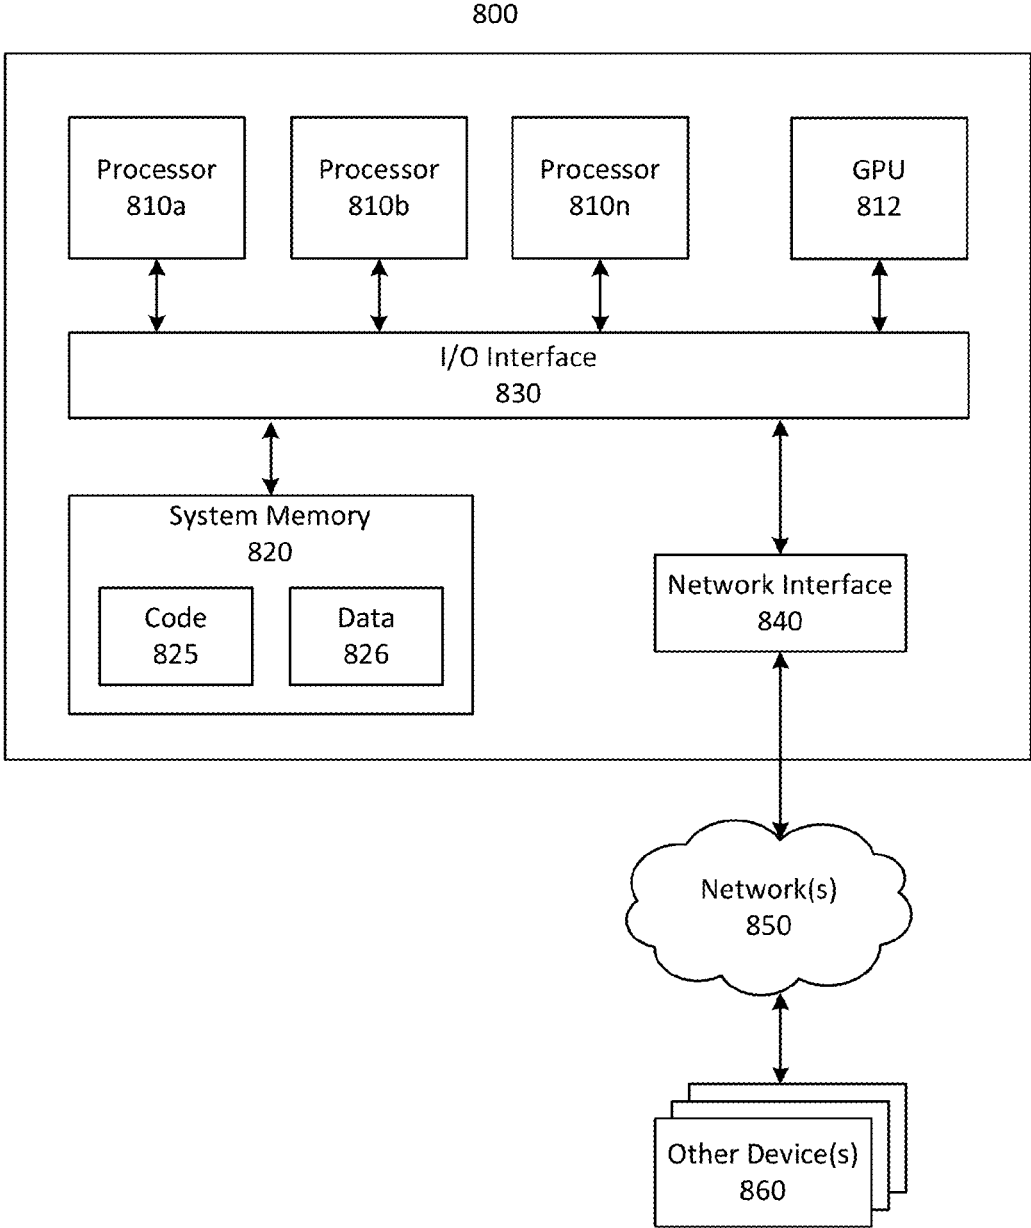 800
Processor
810a
Processor
810b
Processor
810n
GPU
812
I/O Interface
830
System Memory
820
Code
825
Data
826
Network Interface
840
Network(s)
850
Other Device(s)
860